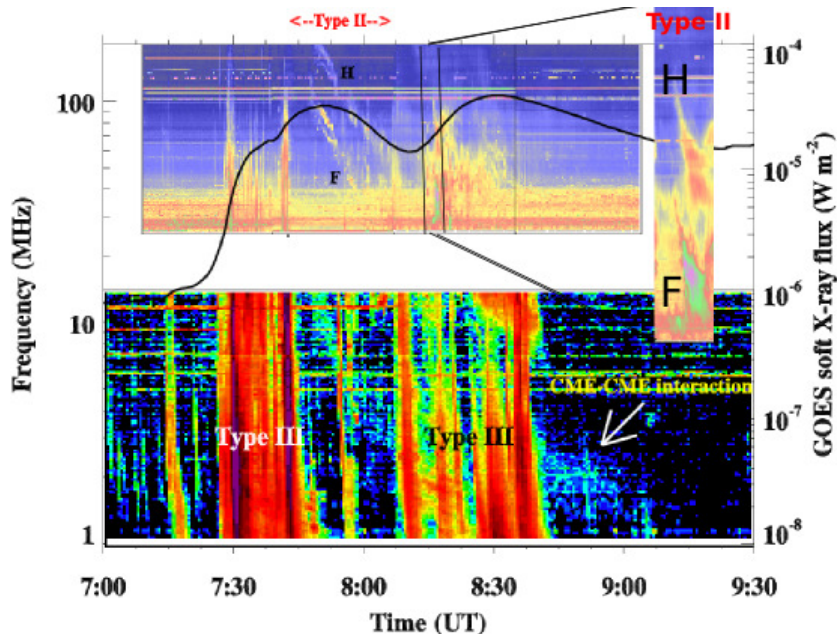 <--Type II-->
Type II
H
H
F
F
100
10
1
Frequency (MHz)
10^-4
10^-5
10^-6
10^-7
10^-8
GOES soft X-ray flux (W m^-2)
CME-CME interaction
Type III
Type III
7:00 7:30 8:00 8:30 9:00 9:30
Time (UT)